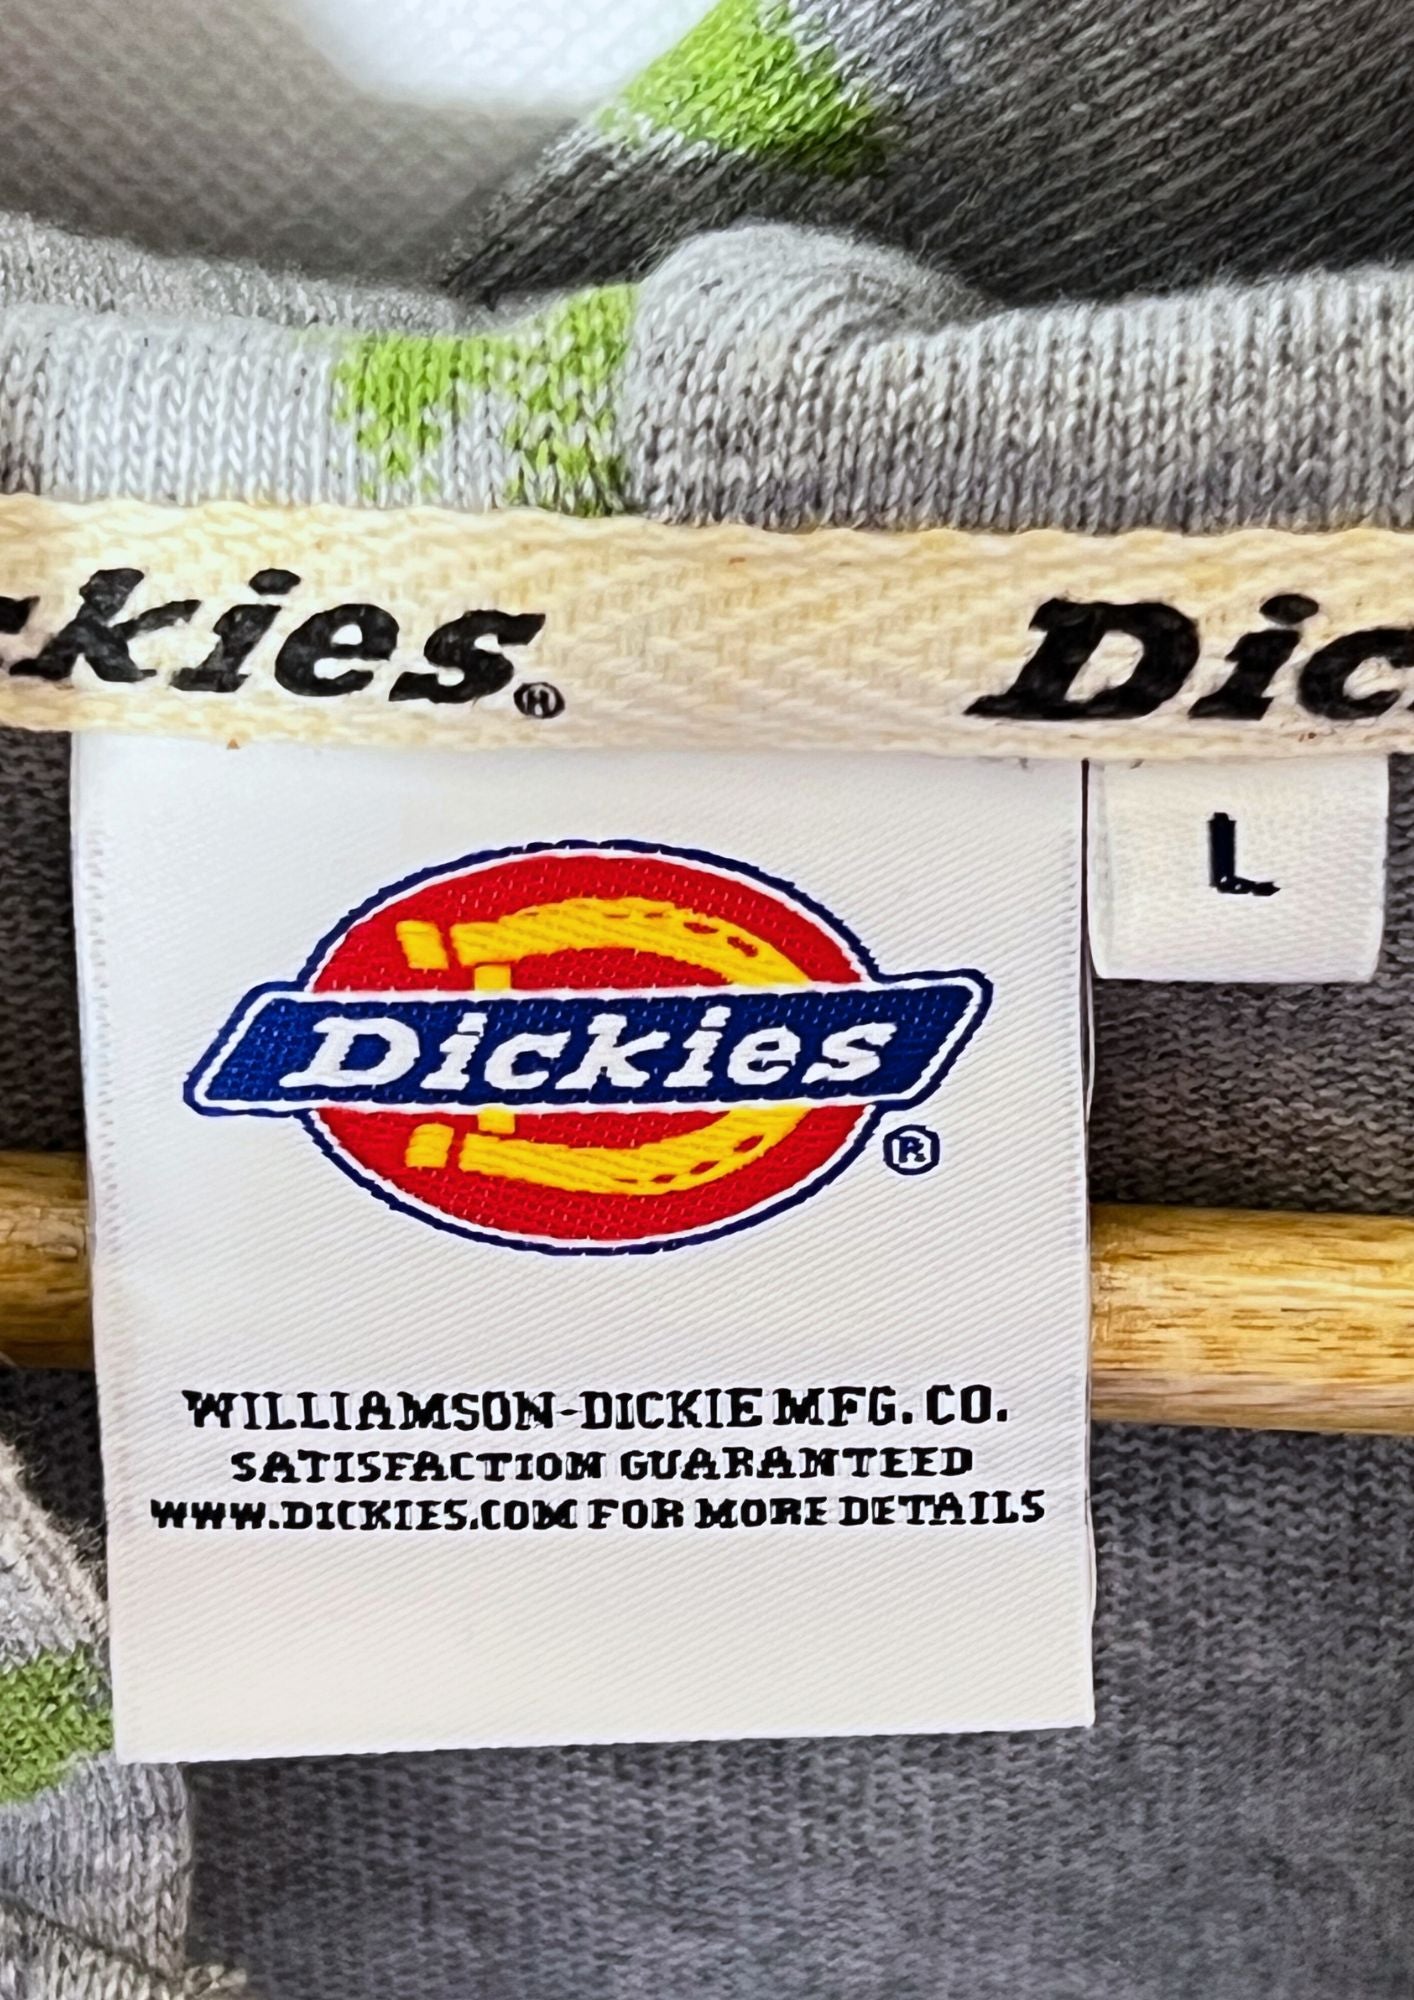 ckies®
Dic
L
Dickies
®
WILLIAMSON-DICKIE MFG. CO.
SATISFACTION GUARANTEED
WWW.DICKIES.COM FOR MORE DETAILS